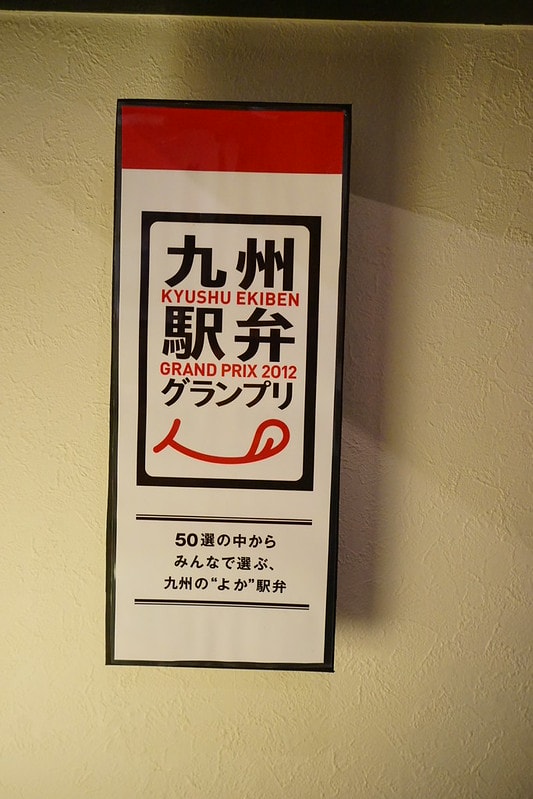 九州
KYUSHU EKIBEN
駅弁
GRAND PRIX 2012
グランプリ
50選の中から
みんなで選ぶ、
九州の“よか”駅弁